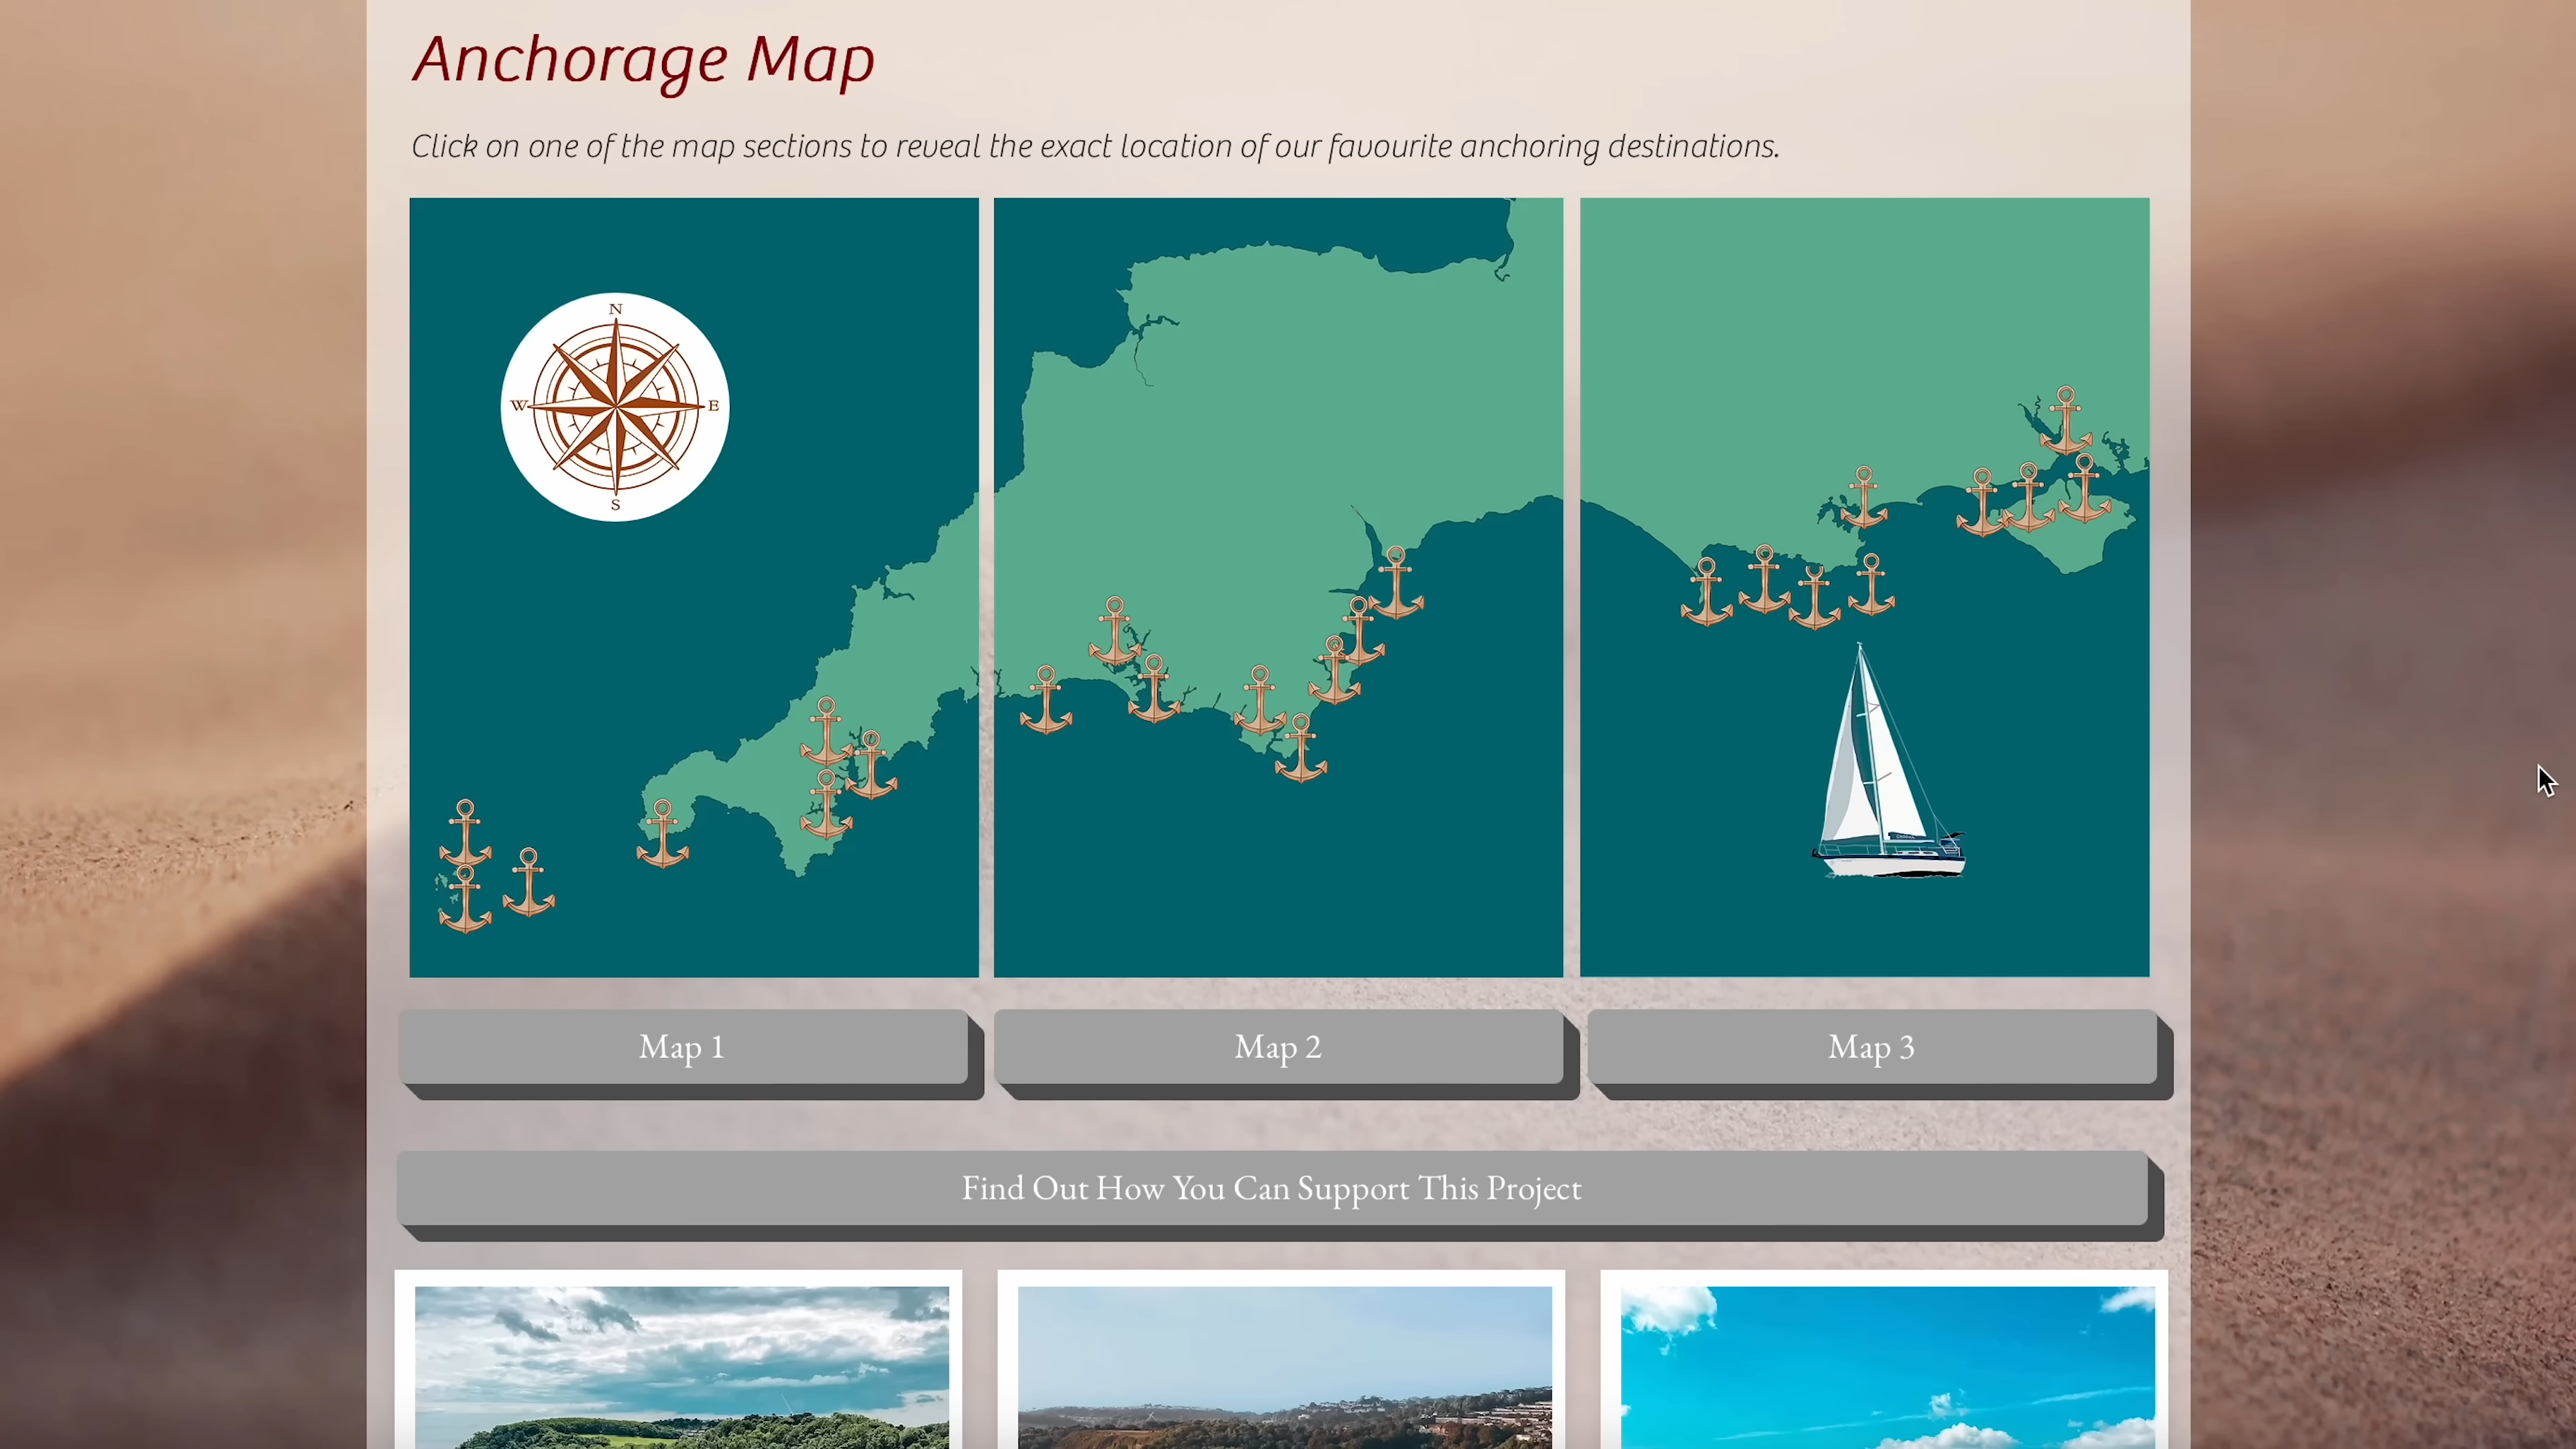 Anchorage Map
Click on one of the map sections to reveal the exact location of our favourite anchoring destinations.
N
W
E
S
Map 1
Map 2
Map 3
Find Out How You Can Support This Project